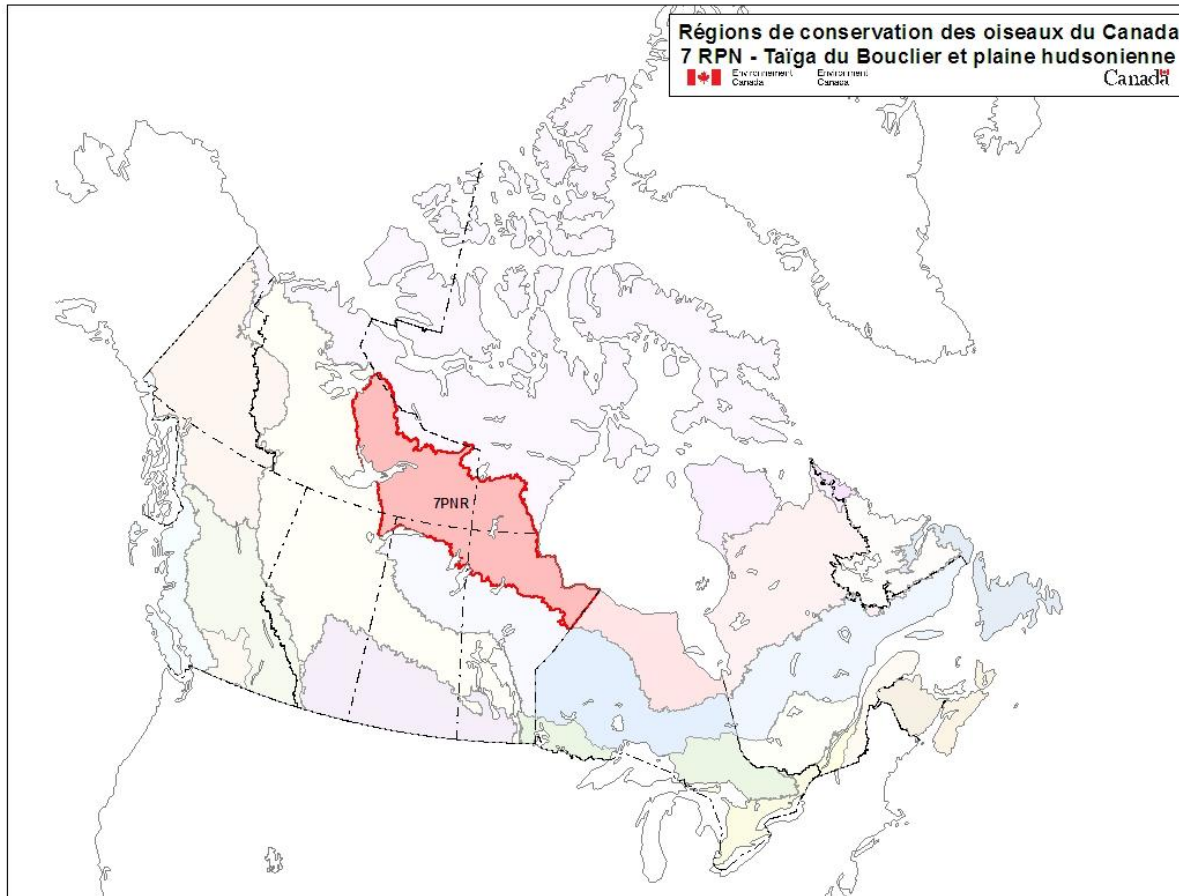 Régions de conservation des oiseaux du Canada
7 RPN - Taïga du Bouclier et plaine hudsonienne
Environnement Canada
Environment Canada
Canada
7PNR